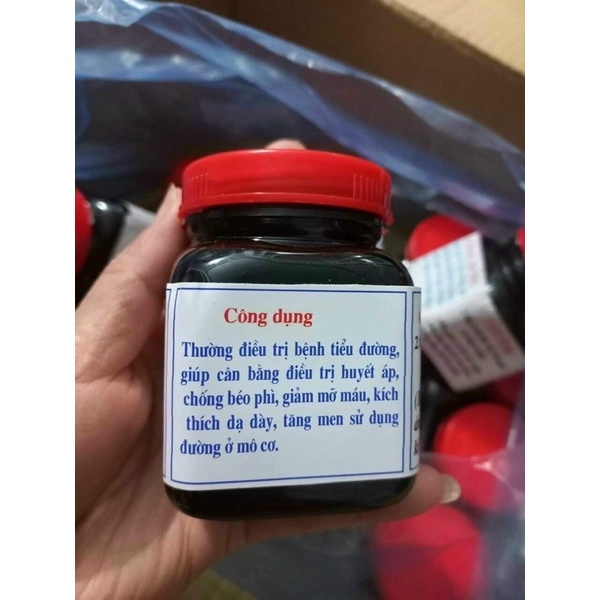 Công dụng
Thường điều trị bệnh tiểu đường,
giúp cân bằng điều trị huyết áp,
chống béo phì, giảm mỡ máu, kích
thích dạ dày, tăng men sử dụng
đường ở mô cơ.